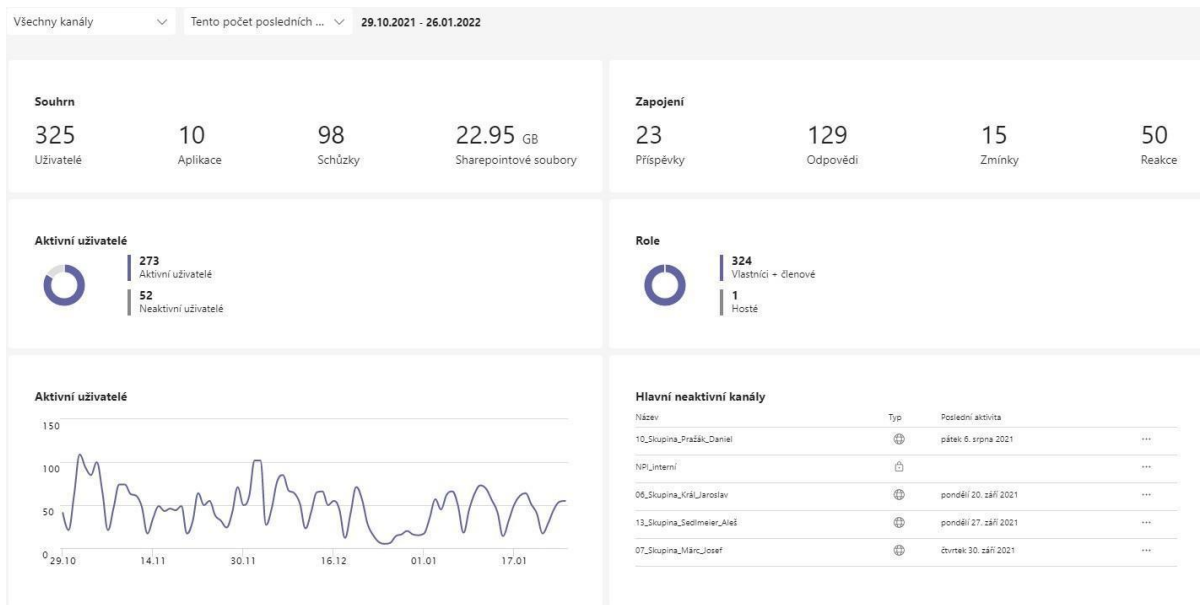 Všechny kanály
Tento počet posledních ...
29.10.2021 - 26.01.2022
Souhrn
325 10 98 22.95 GB
Uživatelé Aplikace Schůzky Sharepointové soubory
Zapojení
23 129 15 50
Příspěvky Odpovědi Zmínky Reakce
Aktivní uživatelé
273
Aktivní uživatelé
52
Neaktivní uživatelé
Role
324
Vlastníci + členové
1
Hosté
Aktivní uživatelé
150
100
50
0
29.10 14.11 30.11 16.12 01.01 17.01
Hlavní neaktivní kanály
Název Typ Poslední aktivita
10_Skupina_Pražák_Daniel pátek 6. srpna 2021 ...
NPI_interní ...
06_Skupina_Král_Jaroslav pondělí 20. září 2021 ...
13_Skupina_Sedlmeier_Aleš pondělí 27. září 2021 ...
07_Skupina_Márc_Josef čtvrtek 30. září 2021 ...